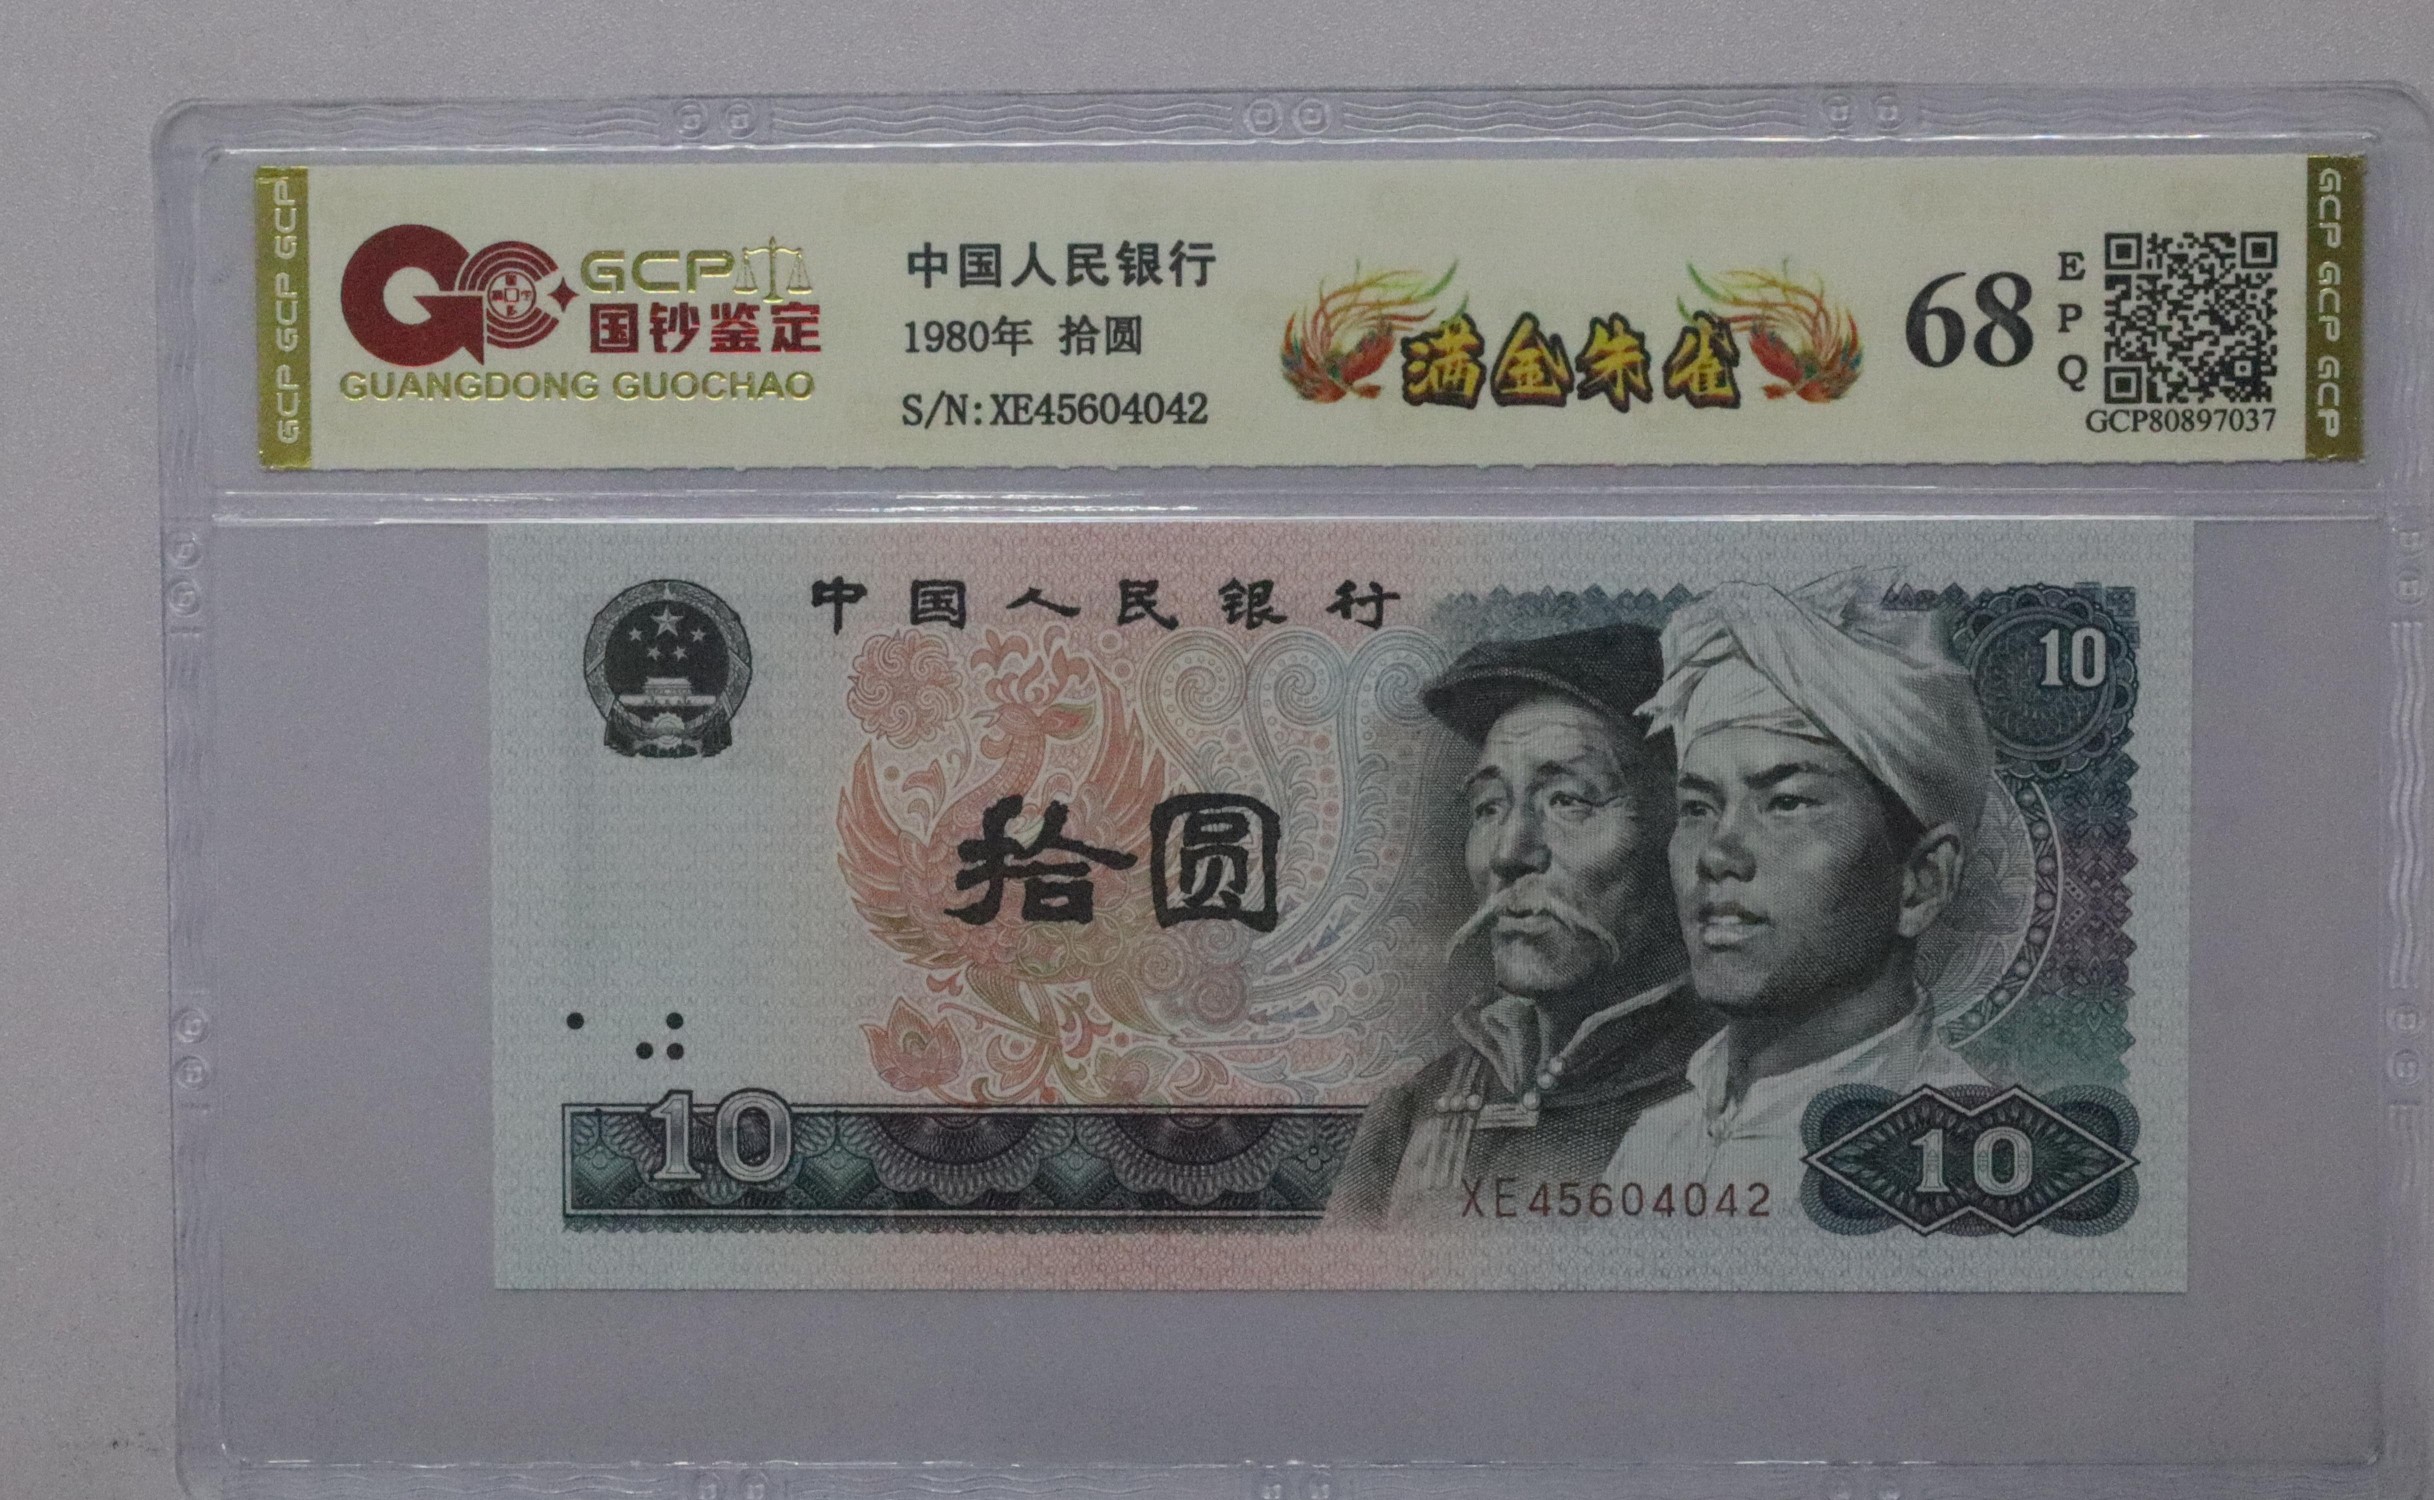 GCP GCP GCP
GCP
国钞鉴定
GUANGDONG GUOCHAO
中国人民银行
1980年 拾圆
S/N:XE45604042
满金朱雀
68
E
P
Q
GCP80897037
GCP GCP GCP
中国人民银行
10
拾圆
10
10
XE45604042